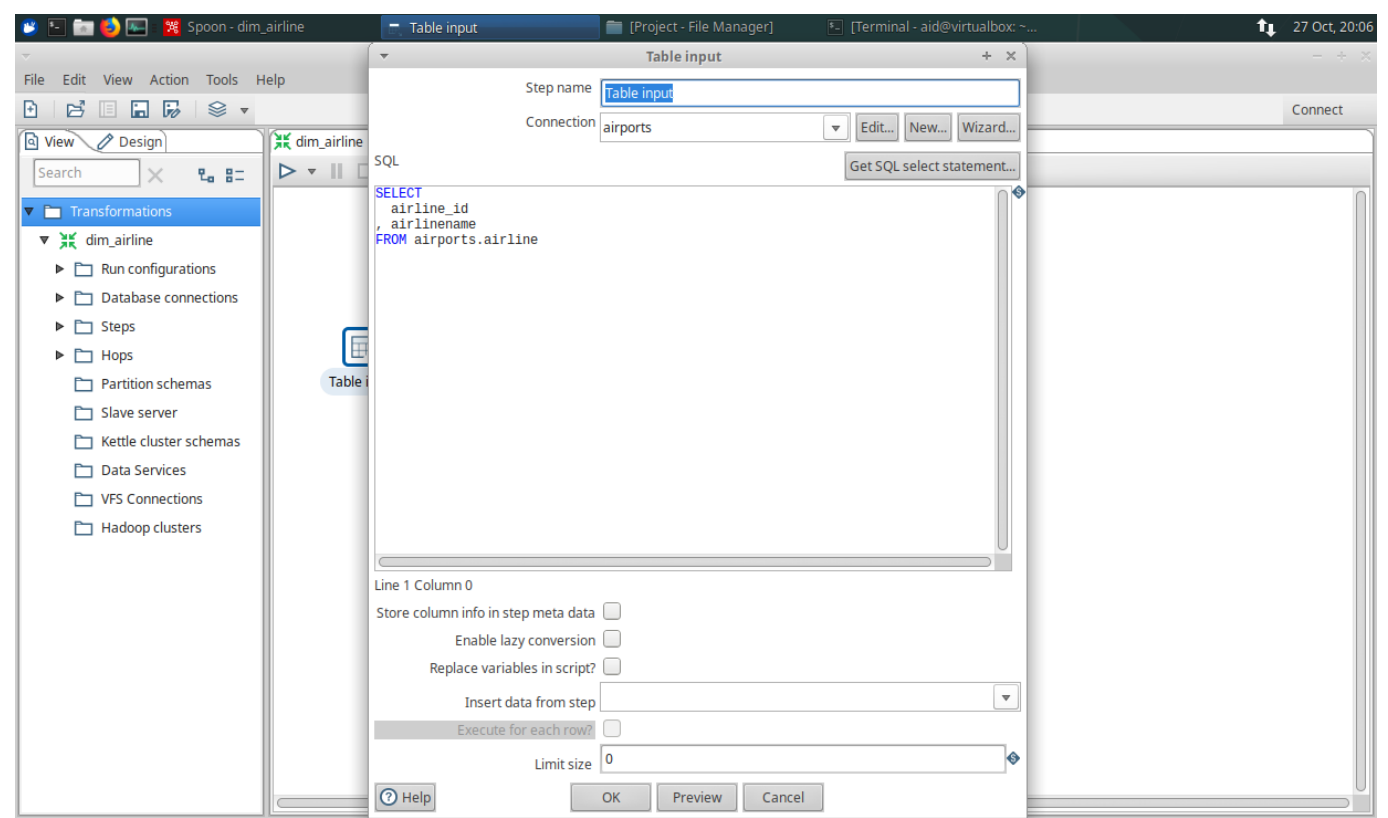 Spoon - dim_airline
Table input
[Project - File Manager]
[Terminal - aid@virtualbox: ~...
27 Oct, 20:06
Table input
File Edit View Action Tools Help
Connect
View
Design
dim_airline
Search
Transformations
dim_airline
Run configurations
Database connections
Steps
Hops
Partition schemas
Slave server
Kettle cluster schemas
Data Services
VFS Connections
Hadoop clusters
Table i
Step name Table input
Connection airports Edit... New... Wizard...
SQL Get SQL select statement...
SELECT
airline_id
, airlinename
FROM airports.airline
Line 1 Column 0
Store column info in step meta data
Enable lazy conversion
Replace variables in script?
Insert data from step
Execute for each row?
Limit size 0
Help OK Preview Cancel